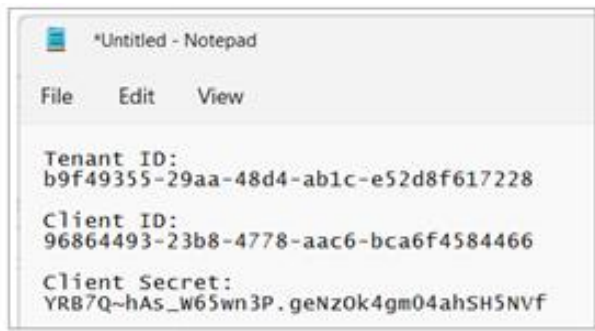 *Untitled - Notepad
File Edit View
Tenant ID:
b9f49355-29aa-48d4-ab1c-e52d8f617228
Client ID:
96864493-23b8-4778-aac6-bca6f4584466
Client Secret:
YRB7Q~hAs_W65wn3P.geNzOk4gm04ahSH5NVf